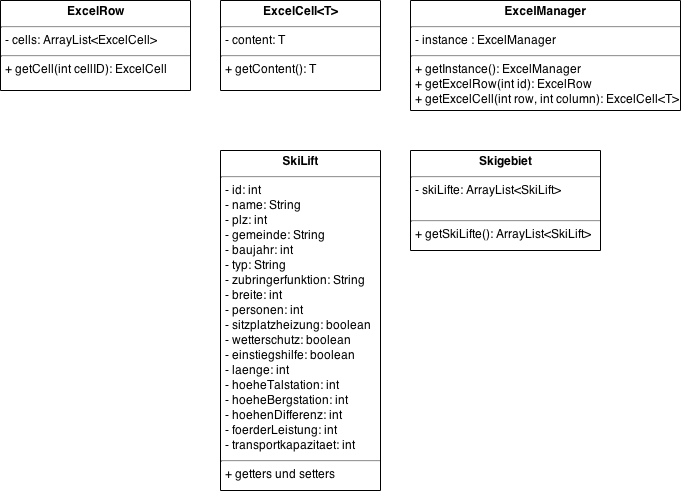 ExcelRow
- cells: ArrayList<ExcelCell>
+ getCell(int cellID): ExcelCell
ExcelCell<T>
- content: T
+ getContent(): T
ExcelManager
- instance : ExcelManager
+ getInstance(): ExcelManager
+ getExcelRow(int id): ExcelRow
+ getExcelCell(int row, int column): ExcelCell<T>
SkiLift
- id: int
- name: String
- plz: int
- gemeinde: String
- baujahr: int
- typ: String
- zubringerfunktion: String
- breite: int
- personen: int
- sitzplatzheizung: boolean
- wetterschutz: boolean
- einstiegshilfe: boolean
- laenge: int
- hoeheTalstation: int
- hoeheBergstation: int
- hoehenDifferenz: int
- foerderLeistung: int
- transportkapazitaet: int
+ getters und setters
Skigebiet
- skiLifte: ArrayList<SkiLift>
+ getSkiLifte(): ArrayList<SkiLift>